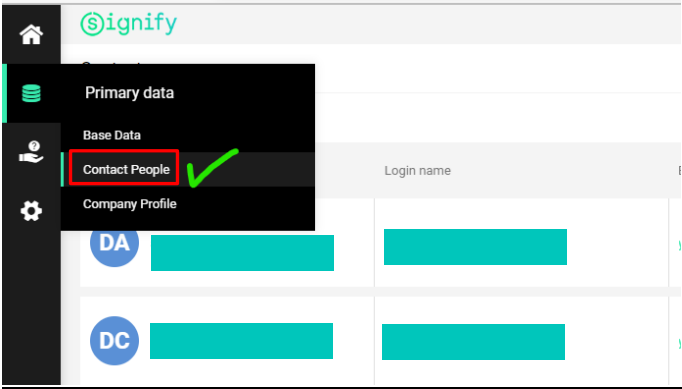 Signify
Primary data
Base Data
Contact People
Company Profile
Login name
DA
DC